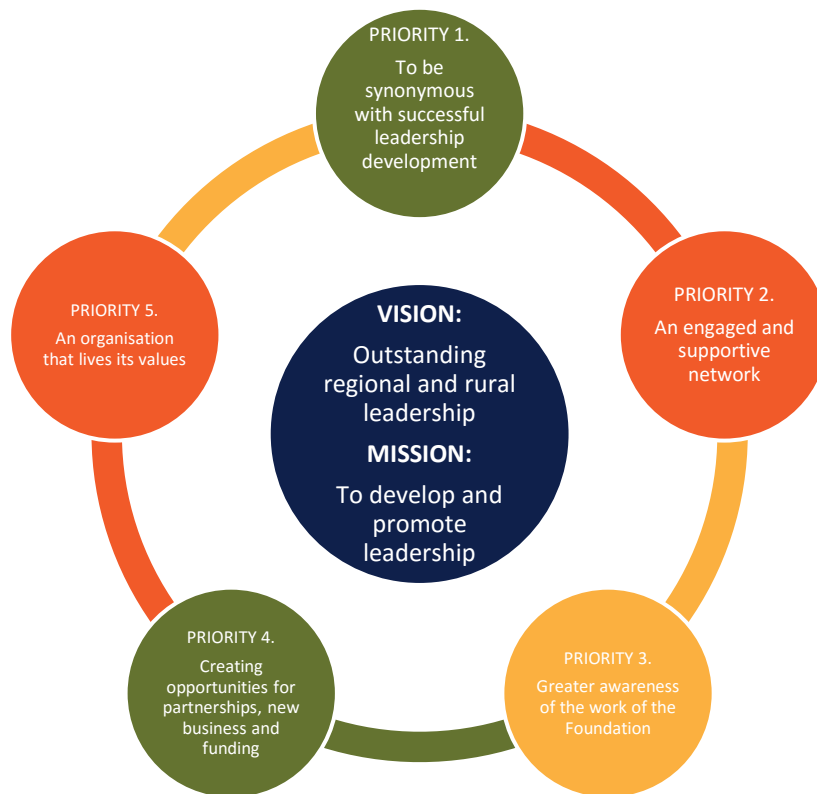 PRIORITY 1.
To be
synonymous
with successful
leadership
development
PRIORITY 2.
An engaged and
supportive
network
PRIORITY 3.
Greater awareness
of the work of the
Foundation
PRIORITY 4.
Creating
opportunities for
partnerships, new
business and
funding
PRIORITY 5.
An organisation
that lives its values
VISION:
Outstanding
regional and rural
leadership
MISSION:
To develop and
promote
leadership